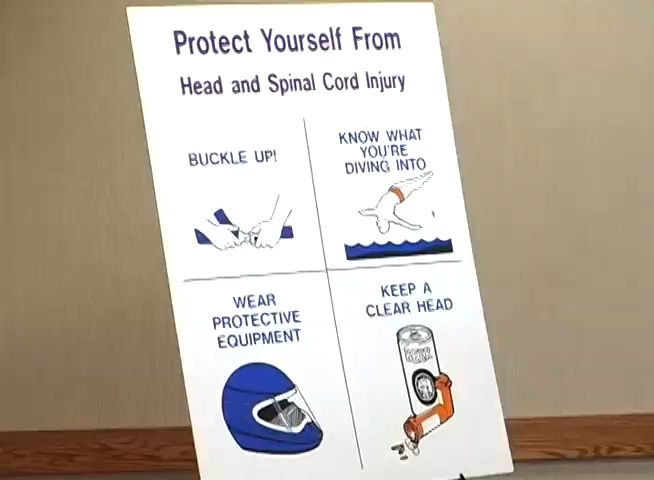 Protect Yourself From
Head and Spinal Cord Injury
BUCKLE UP!
KNOW WHAT
YOU'RE
DIVING INTO
WEAR
PROTECTIVE
EQUIPMENT
KEEP A
CLEAR HEAD
BEER